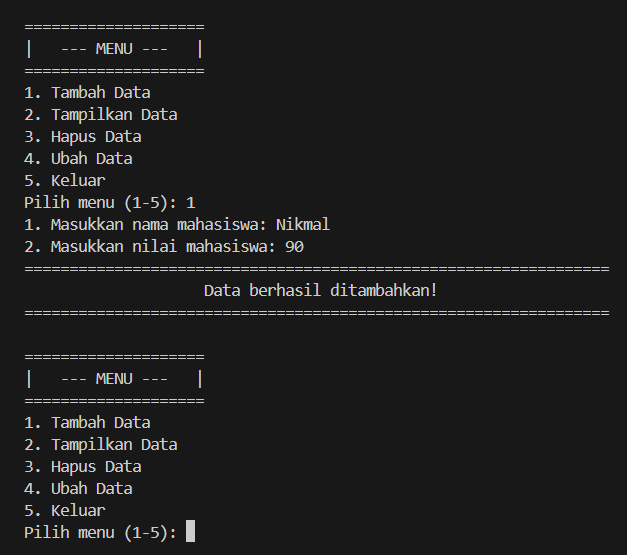 ====================
|   --- MENU ---   |
====================
1. Tambah Data
2. Tampilkan Data
3. Hapus Data
4. Ubah Data
5. Keluar
Pilih menu (1-5): 1
1. Masukkan nama mahasiswa: Nikmal
2. Masukkan nilai mahasiswa: 90
=================================================================
                    Data berhasil ditambahkan!
=================================================================

====================
|   --- MENU ---   |
====================
1. Tambah Data
2. Tampilkan Data
3. Hapus Data
4. Ubah Data
5. Keluar
Pilih menu (1-5):